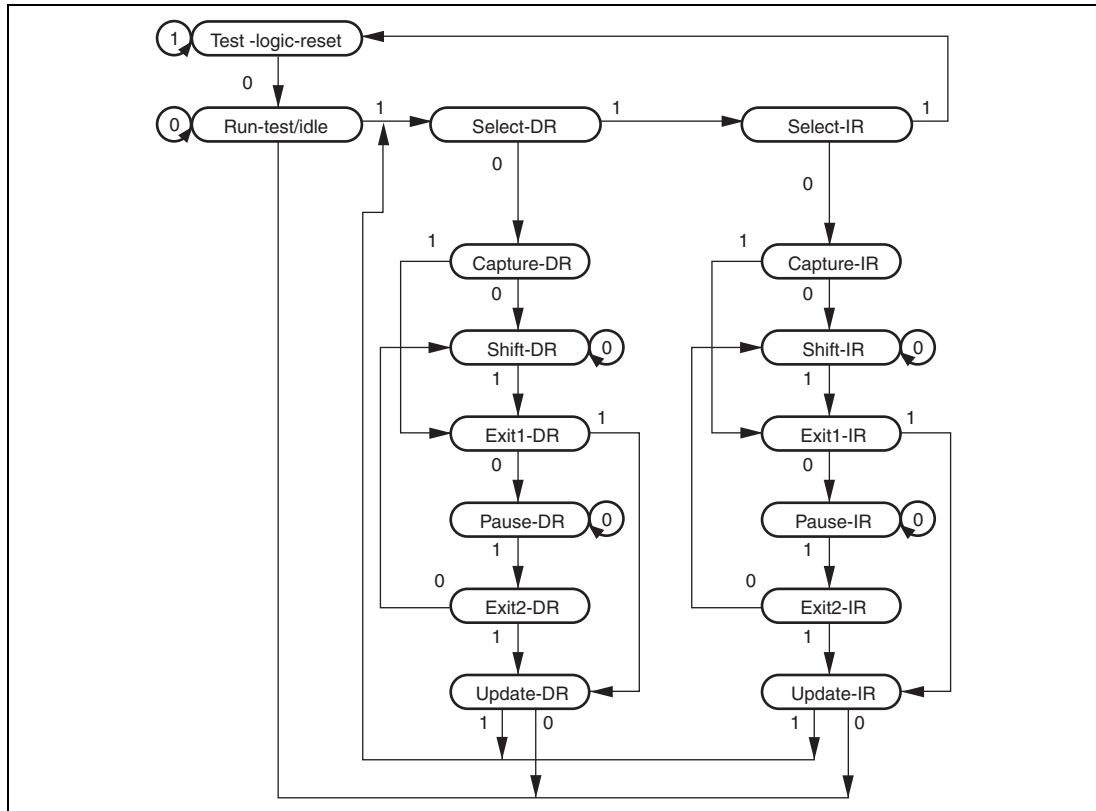 1
Test -logic-reset
0
0
Run-test/idle
1
Select-DR
1
Select-IR
1
0
0
1
Capture-DR
1
Capture-IR
0
0
Shift-DR
0
Shift-IR
0
1
1
Exit1-DR
1
Exit1-IR
1
0
0
Pause-DR
0
Pause-IR
0
1
1
0
Exit2-DR
0
Exit2-IR
1
1
Update-DR
Update-IR
1
0
1
0